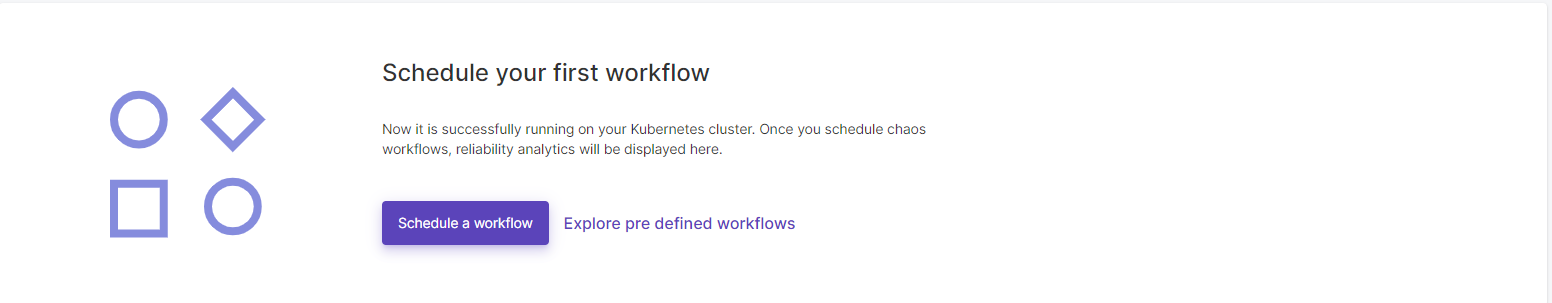 Schedule your first workflow
Now it is successfully running on your Kubernetes cluster. Once you schedule chaos
workflows, reliability analytics will be displayed here.
Schedule a workflow
Explore pre defined workflows